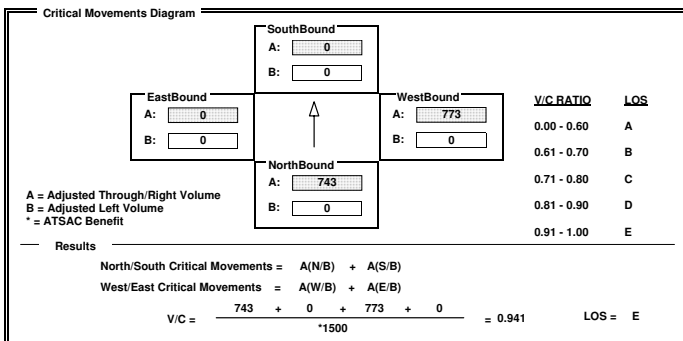 Critical Movements Diagram
SouthBound
A: 0
B: 0
EastBound
A: 0
B: 0
WestBound
A: 773
B: 0
NorthBound
A: 743
B: 0
V/C RATIO LOS
0.00 - 0.60 A
0.61 - 0.70 B
0.71 - 0.80 C
0.81 - 0.90 D
0.91 - 1.00 E
A = Adjusted Through/Right Volume
B = Adjusted Left Volume
* = ATSAC Benefit
Results
North/South Critical Movements = A(N/B) + A(S/B)
West/East Critical Movements = A(W/B) + A(E/B)
743 + 0 + 773 + 0
V/C = = 0.941 LOS = E
*1500